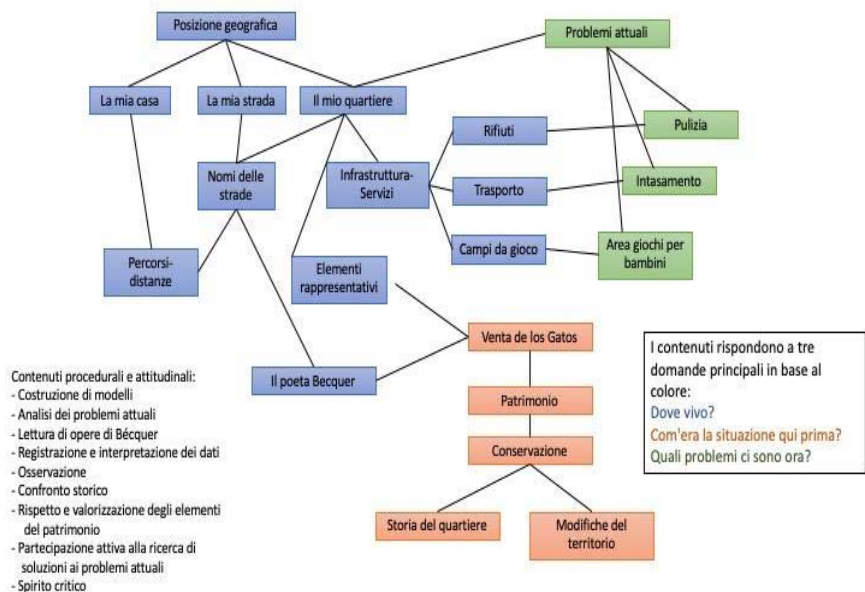 Posizione geografica
Problemi attuali
La mia casa
La mia strada
Il mio quartiere
Rifiuti
Pulizia
Nomi delle
strade
Infrastruttura-
Servizi
Trasporto
Intasamento
Percorsi-
distanze
Elementi
rappresentativi
Campi da gioco
Area giochi per
bambini
Venta de los Gatos
Il poeta Becquer
Patrimonio
Conservazione
Storia del quartiere
Modifiche del
territorio
Contenuti procedurali e attitudinali:
- Costruzione di modelli
- Analisi dei problemi attuali
- Lettura di opere di Bécquer
- Registrazione e interpretazione dei dati
- Osservazione
- Confronto storico
- Rispetto e valorizzazione degli elementi
del patrimonio
- Partecipazione attiva alla ricerca di
soluzioni ai problemi attuali
- Spirito critico
I contenuti rispondono a tre
domande principali in base al
colore:
Dove vivo?
Com'era la situazione qui prima?
Quali problemi ci sono ora?